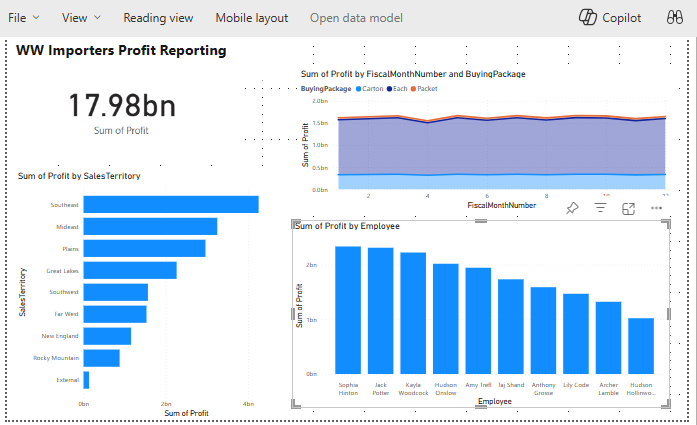 File View Reading view Mobile layout Open data model Copilot
WW Importers Profit Reporting
17.98bn
Sum of Profit
Sum of Profit by FiscalMonthNumber and BuyingPackage
BuyingPackage Carton Each Packet
Sum of Profit
2.0bn
1.5bn
1.0bn
0.5bn
0.0bn
2 4 6 8 10
FiscalMonthNumber
Sum of Profit by SalesTerritory
SalesTerritory
Southeast
Mideast
Plains
Great Lakes
Southwest
Far West
New England
Rocky Mountain
External
0bn 2bn 4bn
Sum of Profit
Sum of Profit by Employee
Sum of Profit
2bn
1bn
0bn
Sophia Jack Kayla Hudson Amy Trefl Taj Shand Anthony Lily Code Archer Hudson
Hinton Potter Woodcock Onslow Grosse Lamble Hollinwo...
Employee